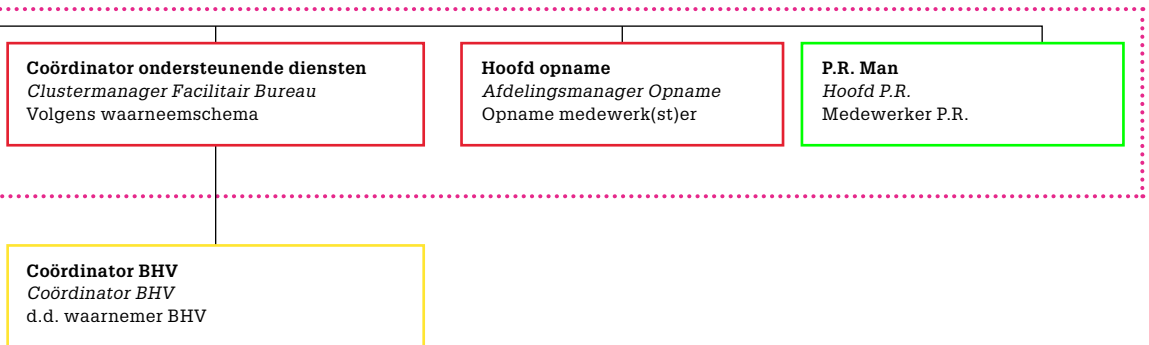 Coördinator ondersteunende diensten
Clustermanager Facilitair Bureau
Volgens waarneemschema
Hoofd opname
Afdelingsmanager Opname
Opname medewerk(st)er
P.R. Man
Hoofd P.R.
Medewerker P.R.
Coördinator BHV
Coördinator BHV
d.d. waarnemer BHV